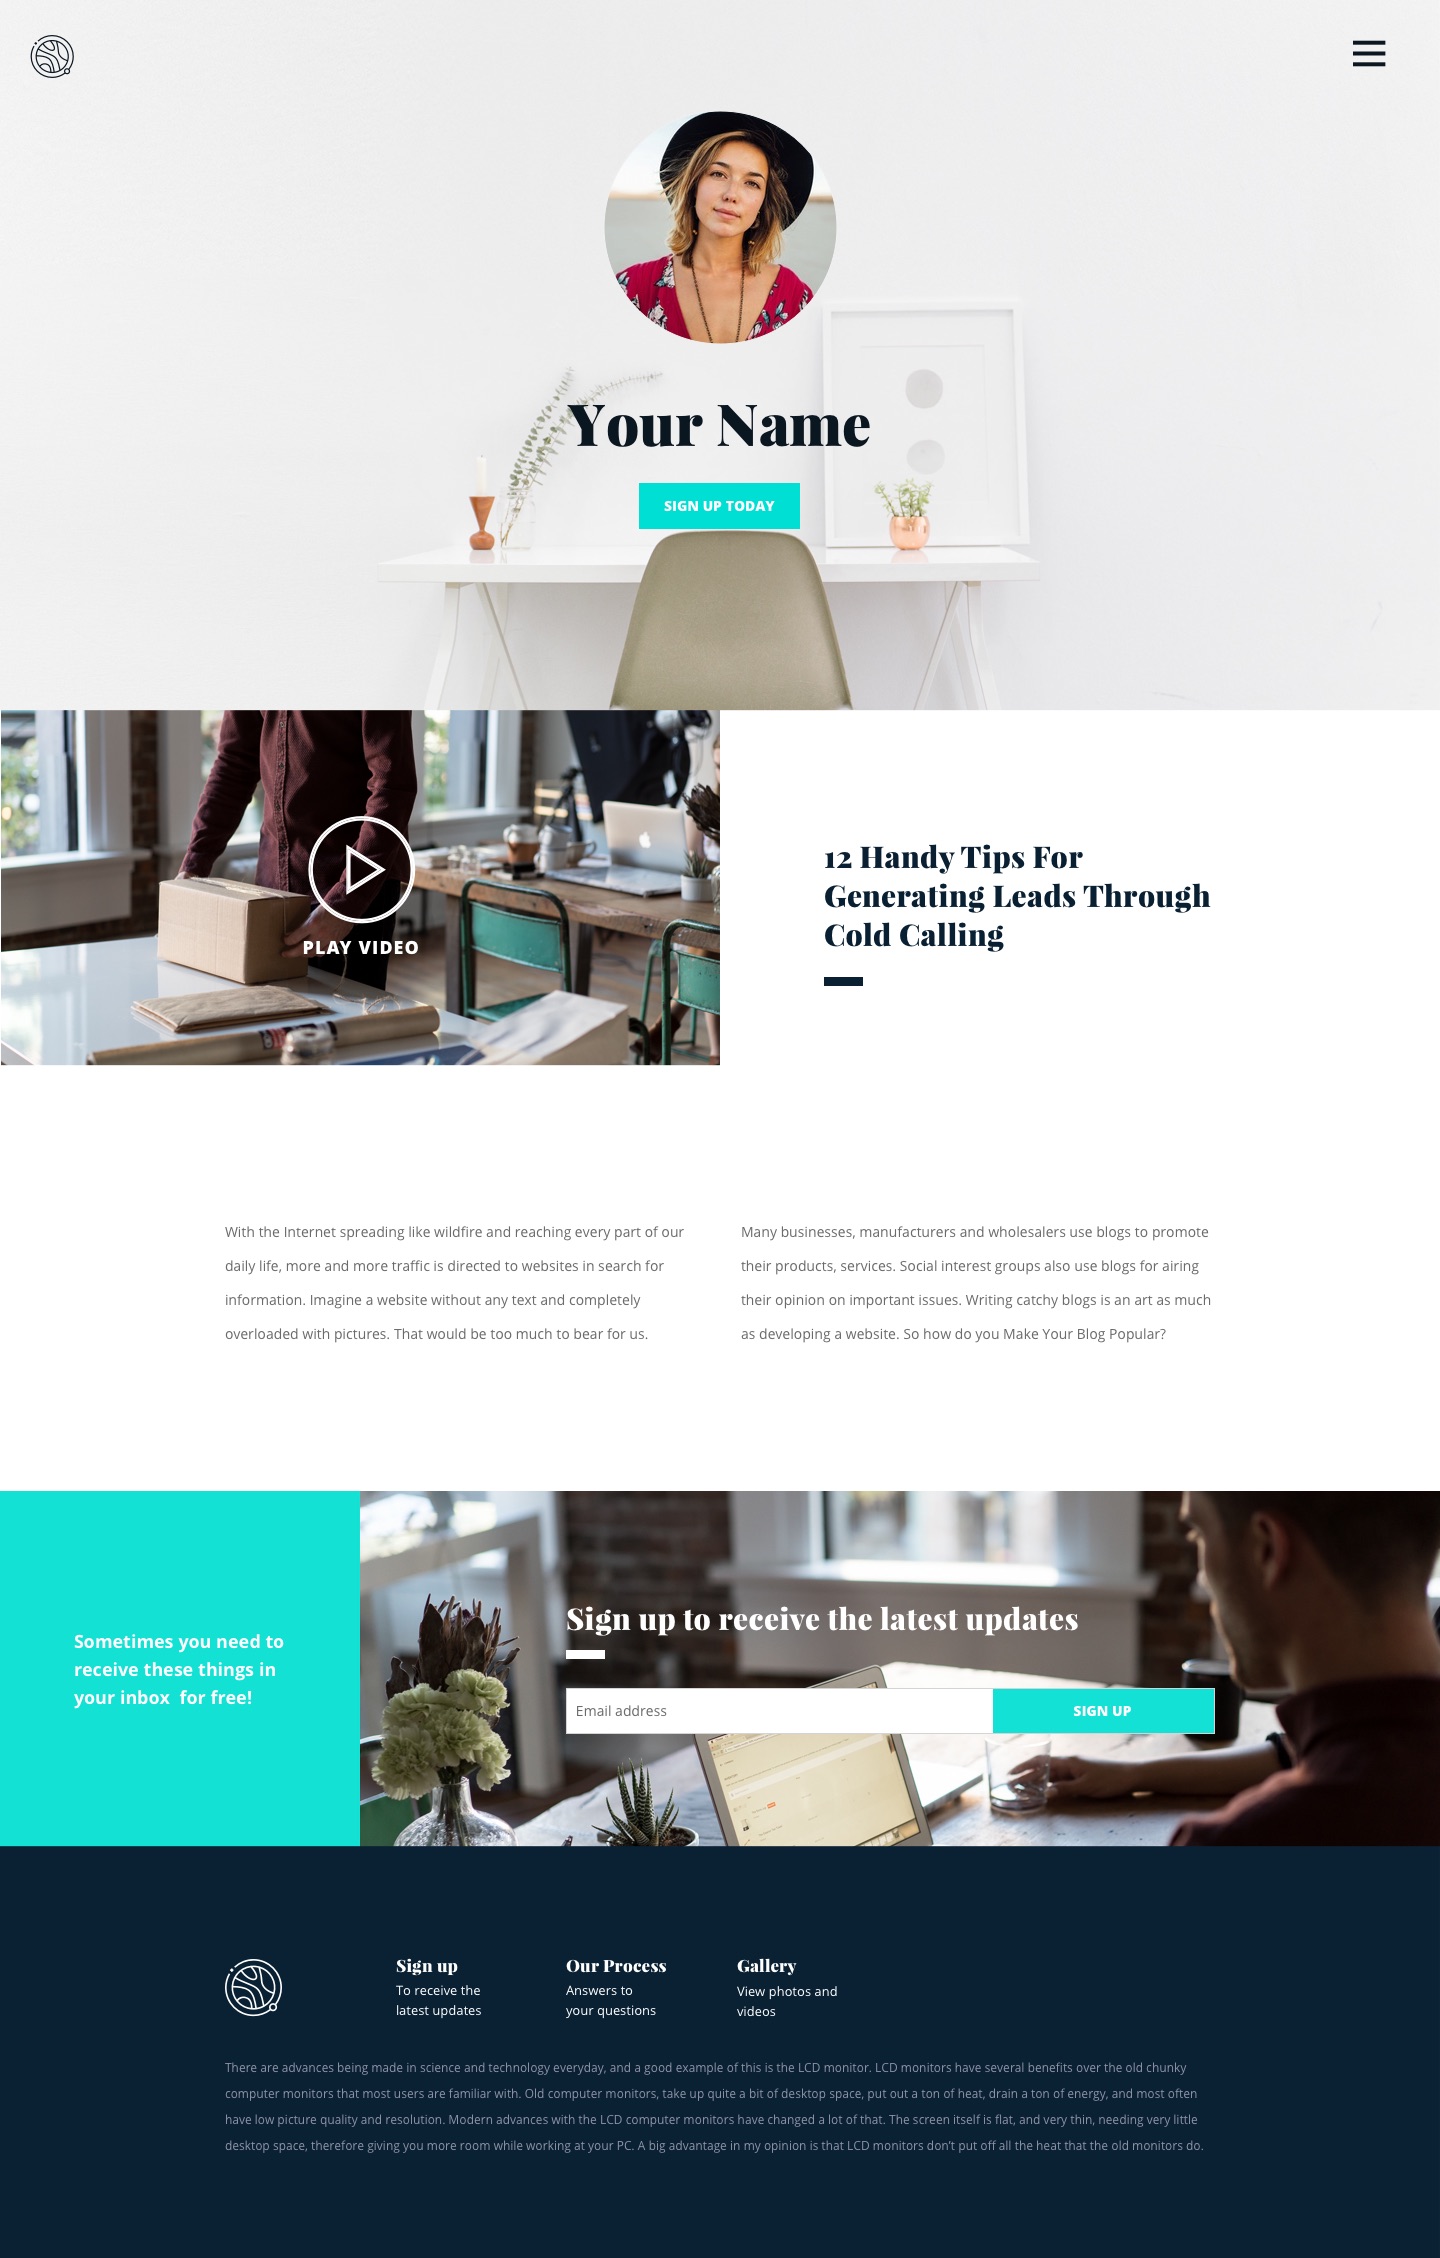 Your Name
SIGN UP TODAY
PLAY VIDEO
12 Handy Tips For
Generating Leads Through
Cold Calling
With the Internet spreading like wildfire and reaching every part of our
daily life, more and more traffic is directed to websites in search for
information. Imagine a website without any text and completely
overloaded with pictures. That would be too much to bear for us.
Many businesses, manufacturers and wholesalers use blogs to promote
their products, services. Social interest groups also use blogs for airing
their opinion on important issues. Writing catchy blogs is an art as much
as developing a website. So how do you Make Your Blog Popular?
Sometimes you need to
receive these things in
your inbox  for free!
Sign up to receive the latest updates
Email address
SIGN UP
Sign up
To receive the
latest updates
Our Process
Answers to
your questions
Gallery
View photos and
videos
There are advances being made in science and technology everyday, and a good example of this is the LCD monitor. LCD monitors have several benefits over the old chunky
computer monitors that most users are familiar with. Old computer monitors, take up quite a bit of desktop space, put out a ton of heat, drain a ton of energy, and most often
have low picture quality and resolution. Modern advances with the LCD computer monitors have changed a lot of that. The screen itself is flat, and very thin, needing very little
desktop space, therefore giving you more room while working at your PC. A big advantage in my opinion is that LCD monitors don't put off all the heat that the old monitors do.